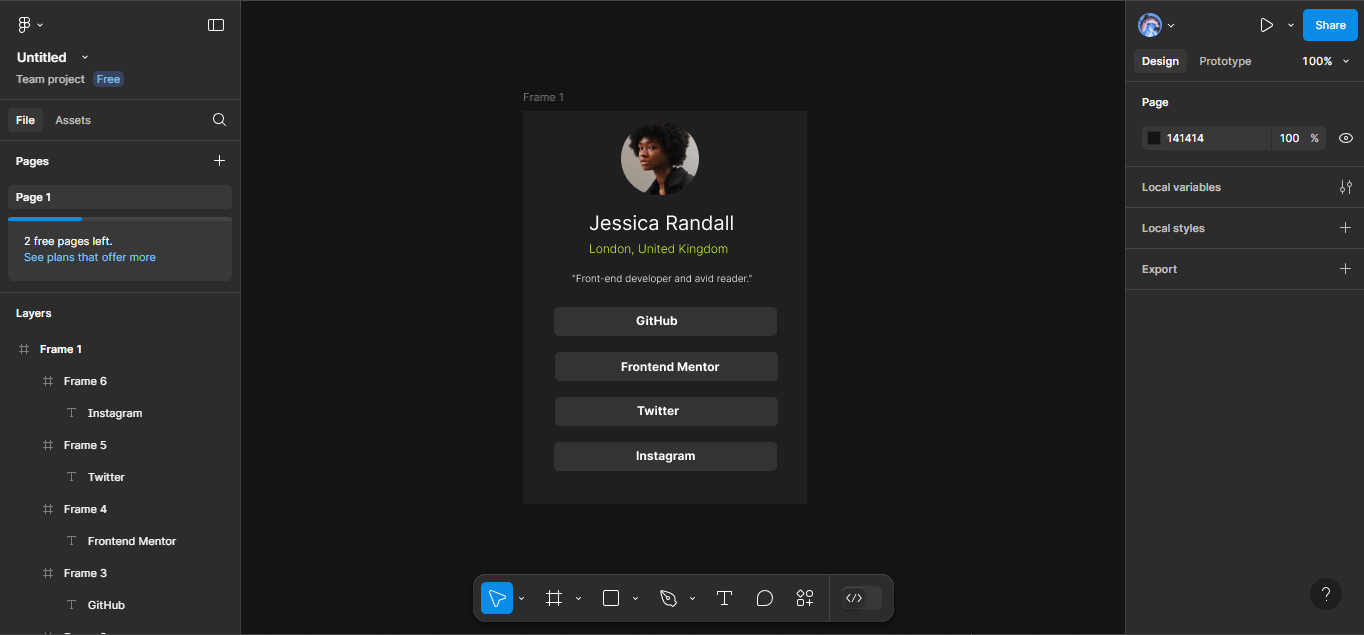 Untitled
Team project Free
File Assets
Pages
Page 1
2 free pages left.
See plans that offer more
Layers
Frame 1
Frame 6
Instagram
Frame 5
Twitter
Frame 4
Frontend Mentor
Frame 3
GitHub
Frame 1
Jessica Randall
London, United Kingdom
"Front-end developer and avid reader."
GitHub
Frontend Mentor
Twitter
Instagram
Share
Design Prototype 100%
Page
141414 100 %
Local variables
Local styles
Export
?